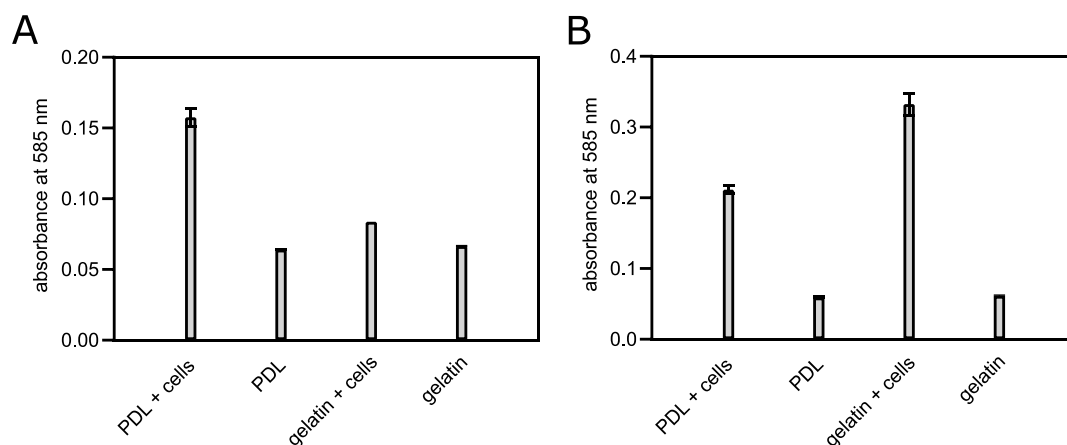 A
absorbance at 585 nm
0.20
0.15
0.10
0.05
0.00
PDL + cells
PDL
gelatin + cells
gelatin
B
absorbance at 585 nm
0.4
0.3
0.2
0.1
0.0
PDL + cells
PDL
gelatin + cells
gelatin